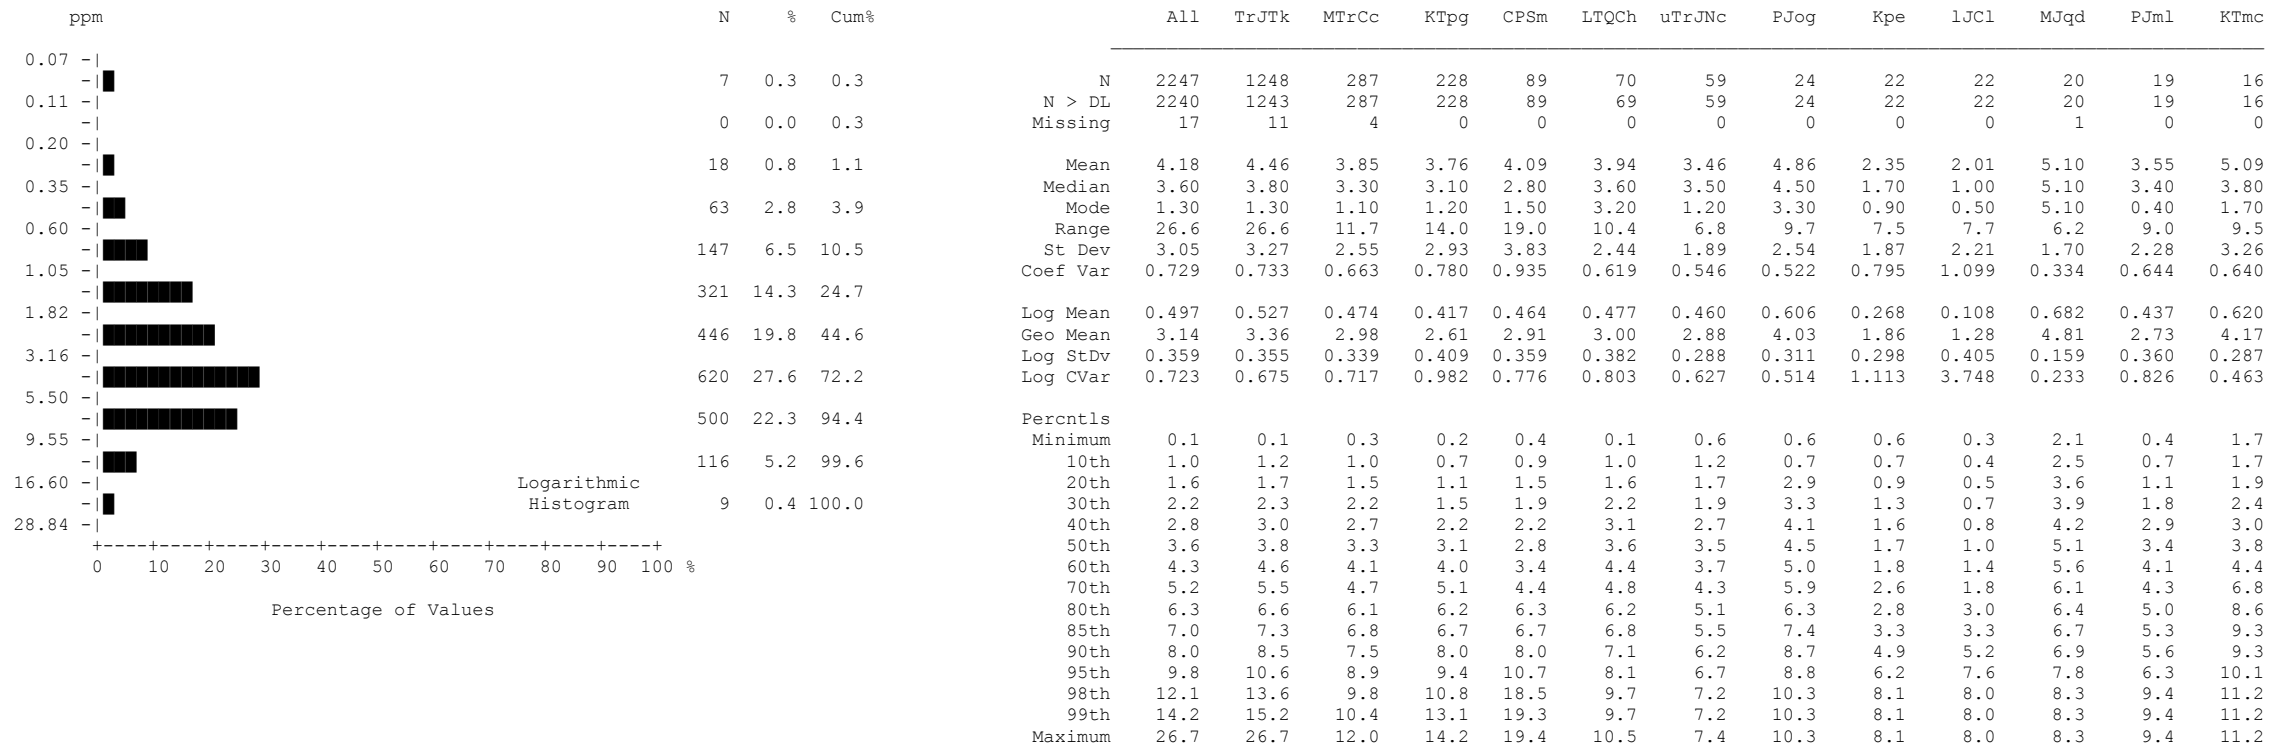 ppm N % Cum% All TrJTk MTrCc KTpg CPSm LTQCh uTrJNc PJog Kpe lJCl MJqd PJml KTmc
0.07 -|
-| 7 0.3 0.3 N 2247 1248 287 228 89 70 59 24 22 22 20 19 16
0.11 -| N > DL 2240 1243 287 228 89 69 59 24 22 22 20 19 16
-| 0 0.0 0.3 Missing 17 11 4 0 0 0 0 0 0 0 1 0 0
0.20 -|
-| 18 0.8 1.1 Mean 4.18 4.46 3.85 3.76 4.09 3.94 3.46 4.86 2.35 2.01 5.10 3.55 5.09
0.35 -| Median 3.60 3.80 3.30 3.10 2.80 3.60 3.50 4.50 1.70 1.00 5.10 3.40 3.80
-| 63 2.8 3.9 Mode 1.30 1.30 1.10 1.20 1.50 3.20 1.20 3.30 0.90 0.50 5.10 0.40 1.70
0.60 -| Range 26.6 26.6 11.7 14.0 19.0 10.4 6.8 9.7 7.5 7.7 6.2 9.0 9.5
-| 147 6.5 10.5 St Dev 3.05 3.27 2.55 2.93 3.83 2.44 1.89 2.54 1.87 2.21 1.70 2.28 3.26
1.05 -| Coef Var 0.729 0.733 0.663 0.780 0.935 0.619 0.546 0.522 0.795 1.099 0.334 0.644 0.640
-| 321 14.3 24.7
1.82 -| Log Mean 0.497 0.527 0.474 0.417 0.464 0.477 0.460 0.606 0.268 0.108 0.682 0.437 0.620
-| 446 19.8 44.6 Geo Mean 3.14 3.36 2.98 2.61 2.91 3.00 2.88 4.03 1.86 1.28 4.81 2.73 4.17
3.16 -| Log StDv 0.359 0.355 0.339 0.409 0.359 0.382 0.288 0.311 0.298 0.405 0.159 0.360 0.287
-| 620 27.6 72.2 Log CVar 0.723 0.675 0.717 0.982 0.776 0.803 0.627 0.514 1.113 3.748 0.233 0.826 0.463
5.50 -|
-| 500 22.3 94.4 Percntls
9.55 -| Minimum 0.1 0.1 0.3 0.2 0.4 0.1 0.6 0.6 0.6 0.3 2.1 0.4 1.7
-| 116 5.2 99.6 10th 1.0 1.2 1.0 0.7 0.9 1.0 1.2 0.7 0.7 0.4 2.5 0.7 1.7
16.60 -| Logarithmic 20th 1.6 1.7 1.5 1.1 1.5 1.6 1.7 2.9 0.9 0.5 3.6 1.1 1.9
-| Histogram 9 0.4 100.0 30th 2.2 2.3 2.2 1.5 1.9 2.2 1.9 3.3 1.3 0.7 3.9 1.8 2.4
28.84 -| 40th 2.8 3.0 2.7 2.2 2.2 3.1 2.7 4.1 1.6 0.8 4.2 2.9 3.0
+----+----+----+----+----+----+----+----+----+----+ 50th 3.6 3.8 3.3 3.1 2.8 3.6 3.5 4.5 1.7 1.0 5.1 3.4 3.8
0 10 20 30 40 50 60 70 80 90 100 % 60th 4.3 4.6 4.1 4.0 3.4 4.4 3.7 5.0 1.8 1.4 5.6 4.1 4.4
70th 5.2 5.5 4.7 5.1 4.4 4.8 4.3 5.9 2.6 1.8 6.1 4.3 6.8
Percentage of Values 80th 6.3 6.6 6.1 6.2 6.3 6.2 5.1 6.3 2.8 3.0 6.4 5.0 8.6
85th 7.0 7.3 6.8 6.7 6.7 6.8 5.5 7.4 3.3 3.3 6.7 5.3 9.3
90th 8.0 8.5 7.5 8.0 8.0 7.1 6.2 8.7 4.9 5.2 6.9 5.6 9.3
95th 9.8 10.6 8.9 9.4 10.7 8.1 6.7 8.8 6.2 7.6 7.8 6.3 10.1
98th 12.1 13.6 9.8 10.8 18.5 9.7 7.2 10.3 8.1 8.0 8.3 9.4 11.2
99th 14.2 15.2 10.4 13.1 19.3 9.7 7.2 10.3 8.1 8.0 8.3 9.4 11.2
Maximum 26.7 26.7 12.0 14.2 19.4 10.5 7.4 10.3 8.1 8.0 8.3 9.4 11.2